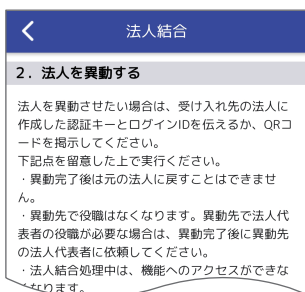 法人結合
2. 法人を異動する
法人を異動させたい場合は、受け入れ先の法人に
作成した認証キーとログインIDを伝えるか、QRコ
ードを掲示してください。
下記点を留意した上で実行ください。
・異動完了後は元の法人に戻すことはできませ
ん。
・異動先で役職はなくなります。異動先で法人代
表者の役職が必要な場合は、異動完了後に異動先
の法人代表者に依頼してください。
・法人結合処理中は、機能へのアクセスができな
くなります。